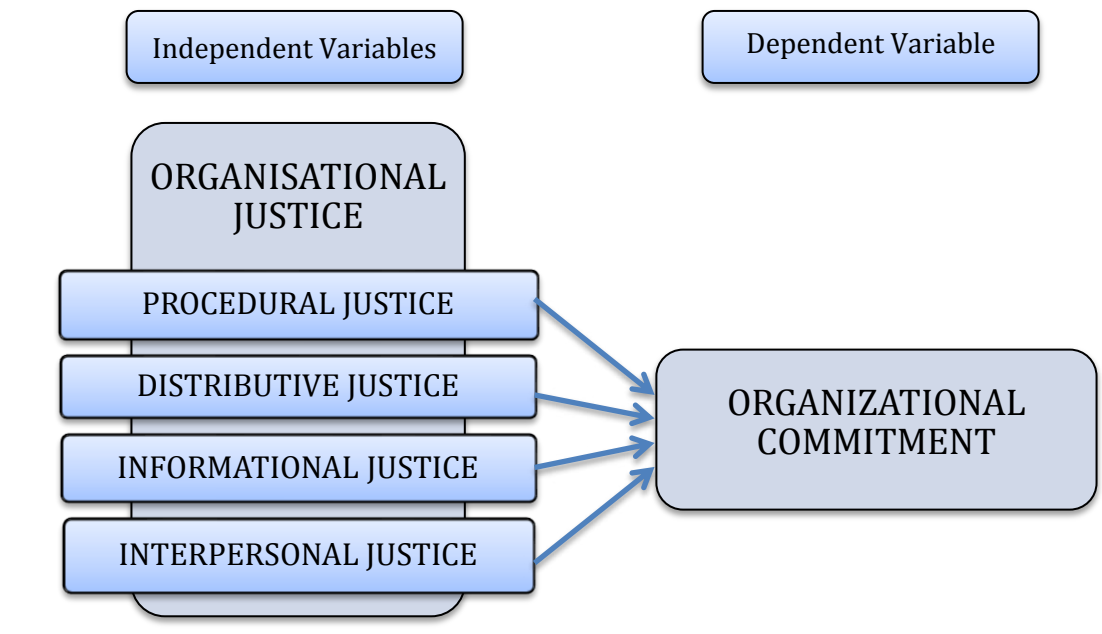 Independent Variables
Dependent Variable
ORGANISATIONAL
JUSTICE
PROCEDURAL JUSTICE
DISTRIBUTIVE JUSTICE
INFORMATIONAL JUSTICE
INTERPERSONAL JUSTICE
ORGANIZATIONAL
COMMITMENT